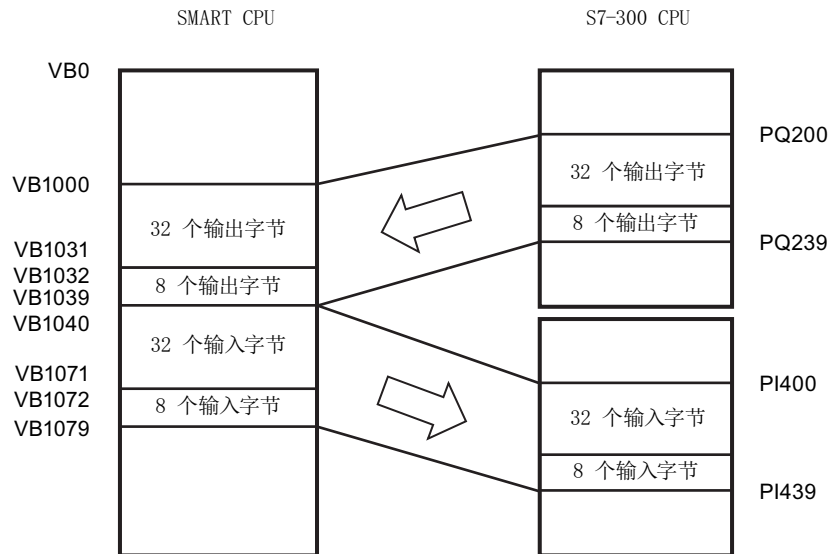 SMART CPU
S7-300 CPU
VB0
VB1000
VB1031
VB1032
VB1039
VB1040
VB1071
VB1072
VB1079
32 个输出字节
8 个输出字节
32 个输入字节
8 个输入字节
32 个输出字节
8 个输出字节
32 个输入字节
8 个输入字节
PQ200
PQ239
PI400
PI439